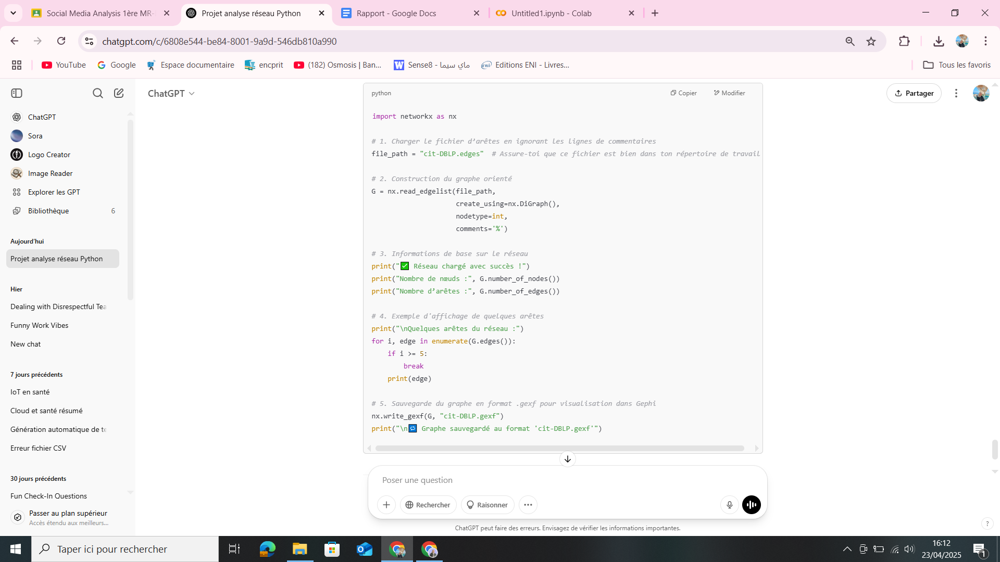 Social Media Analysis 1ère MR-
Projet analyse réseau Python
Rapport - Google Docs
Untitled1.ipynb - Colab
chatgpt.com/c/6808e544-be84-8001-9a9d-546db810a990
YouTube
Google
Espace documentaire
encprit
(182) Osmosis | Ban...
Sense8 - ماي سيما
Editions ENI - Livres...
Tous les favoris
ChatGPT
Sora
Logo Creator
Image Reader
Explorer les GPT
Bibliothèque 6
Aujourd’hui
Projet analyse réseau Python
Hier
Dealing with Disrespectful Tea
Funny Work Vibes
New chat
7 jours précédents
IoT en santé
Cloud et santé résumé
Génération automatique de te
Erreur fichier CSV
30 jours précédents
Fun Check-In Questions
Passer au plan supérieur
Accès étendu aux meilleurs...
ChatGPT
Partager
python
Copier
Modifier
import networkx as nx
# 1. Charger le fichier d’arêtes en ignorant les lignes de commentaires
file_path = "cit-DBLP.edges"  # Assure-toi que ce fichier est bien dans ton répertoire de travail
# 2. Construction du graphe orienté
G = nx.read_edgelist(file_path,
create_using=nx.DiGraph(),
nodetype=int,
comments='%')
# 3. Informations de base sur le réseau
print("✅ Réseau chargé avec succès !")
print("Nombre de nœuds :", G.number_of_nodes())
print("Nombre d’arêtes :", G.number_of_edges())
# 4. Exemple d'affichage de quelques arêtes
print("\nQuelques arêtes du réseau :")
for i, edge in enumerate(G.edges()):
if i >= 5:
break
print(edge)
# 5. Sauvegarde du graphe en format .gexf pour visualisation dans Gephi
nx.write_gexf(G, "cit-DBLP.gexf")
print("\n🔁 Graphe sauvegardé au format 'cit-DBLP.gexf'")
Poser une question
Rechercher
Raisonner
ChatGPT peut faire des erreurs. Envisagez de vérifier les informations importantes.
?
Taper ici pour rechercher
16:12
23/04/2025
1